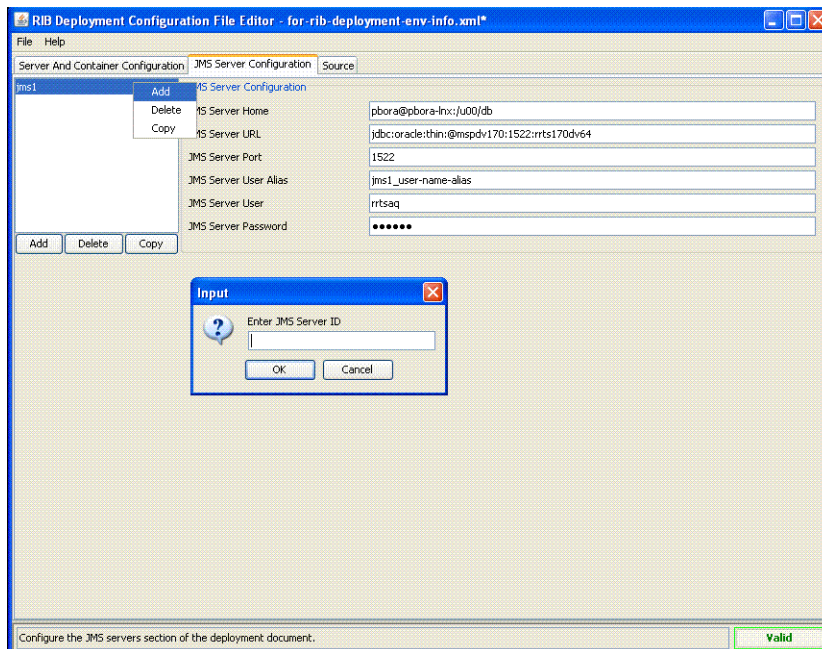 RIB Deployment Configuration File Editor - for-rib-deployment-env-info.xml*
File Help
Server And Container Configuration JMS Server Configuration Source
jms1
Add
Delete
Copy
MS Server Configuration
MS Server Home pbora@pbora-lnx:/u00/db
MS Server URL jdbc:oracle:thin:@mspdv170:1522:rrts170dv64
JMS Server Port 1522
JMS Server User Alias jms1_user-name-alias
JMS Server User rrtsaq
JMS Server Password ●●●●●●
Add Delete Copy
Input
Enter JMS Server ID
OK Cancel
Configure the JMS servers section of the deployment document. Valid